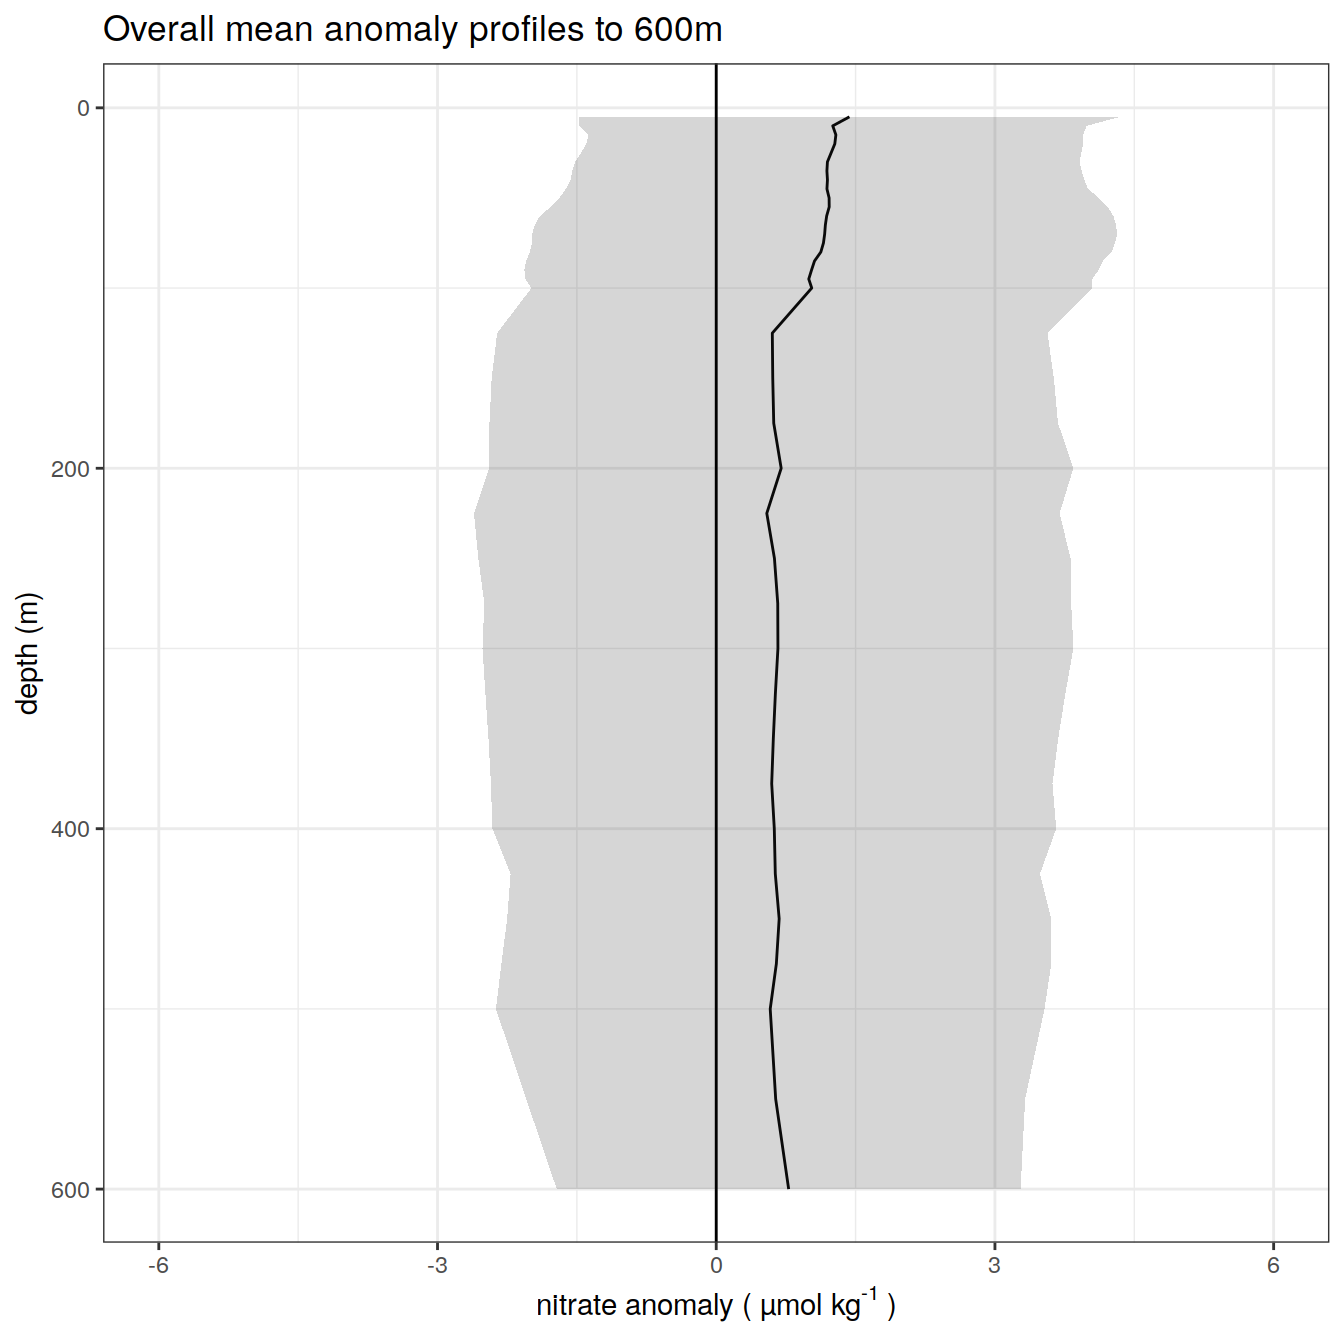 Overall mean anomaly profiles to 600m
0
200
400
600
depth (m)
-6 -3 0 3 6
nitrate anomaly ( µmol kg⁻¹ )